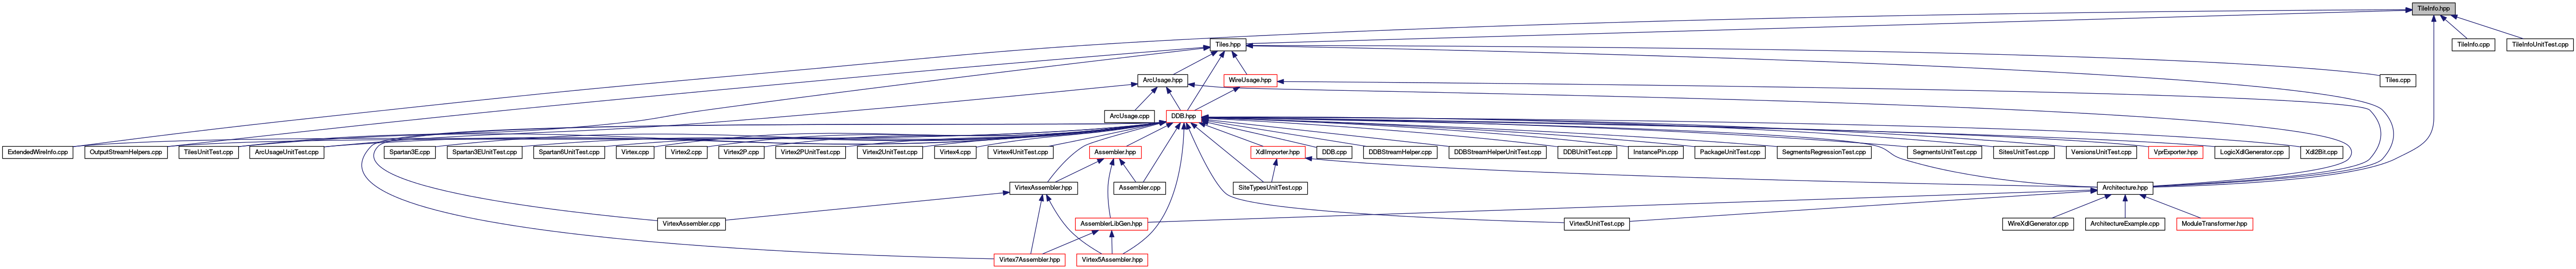 TileInfo.hpp
Tiles.hpp
TileInfo.cpp
TileInfoUnitTest.cpp
ArcUsage.hpp
WireUsage.hpp
Tiles.cpp
ArcUsage.cpp
DDB.hpp
ExtendedWireInfo.cpp
OutputStreamHelpers.cpp
TilesUnitTest.cpp
ArcUsageUnitTest.cpp
Spartan3E.cpp
Spartan3EUnitTest.cpp
Spartan6UnitTest.cpp
Virtex.cpp
Virtex2.cpp
Virtex2P.cpp
Virtex2PUnitTest.cpp
Virtex2UnitTest.cpp
Virtex4.cpp
Virtex4UnitTest.cpp
Assembler.hpp
XdlImporter.hpp
DDB.cpp
DDBStreamHelper.cpp
DDBStreamHelperUnitTest.cpp
DDBUnitTest.cpp
InstancePin.cpp
PackageUnitTest.cpp
SegmentsRegressionTest.cpp
SegmentsUnitTest.cpp
SitesUnitTest.cpp
VersionsUnitTest.cpp
VprExporter.hpp
LogicXdlGenerator.cpp
Xdl2Bit.cpp
VirtexAssembler.hpp
Assembler.cpp
SiteTypesUnitTest.cpp
Architecture.hpp
VirtexAssembler.cpp
AssemblerLibGen.hpp
Virtex5UnitTest.cpp
WireXdlGenerator.cpp
ArchitectureExample.cpp
ModuleTransformer.hpp
Virtex7Assembler.hpp
Virtex5Assembler.hpp